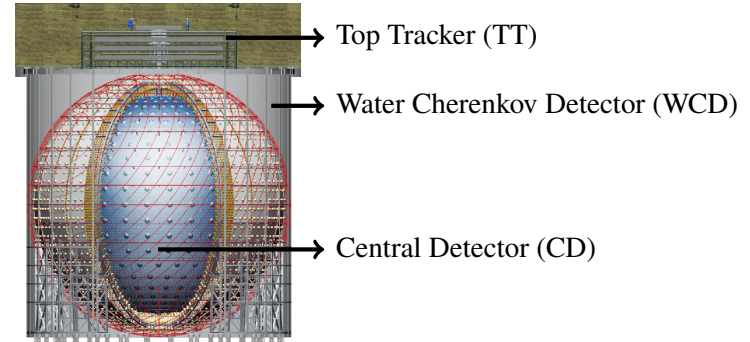 Top Tracker (TT)
Water Cherenkov Detector (WCD)
Central Detector (CD)